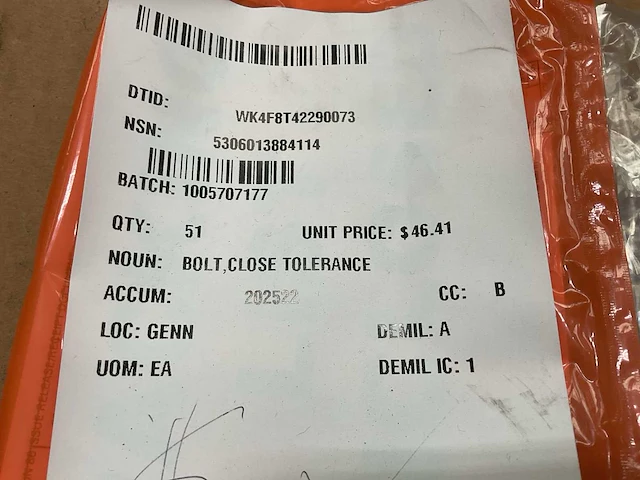 DTID: WK4F8T42290073
NSN: 5306013884114
BATCH: 1005707177
QTY: 51 UNIT PRICE: $46.41
NOUN: BOLT,CLOSE TOLERANCE
ACCUM: 202522 CC: B
LOC: GENN DEMIL: A
UOM: EA DEMIL IC: 1